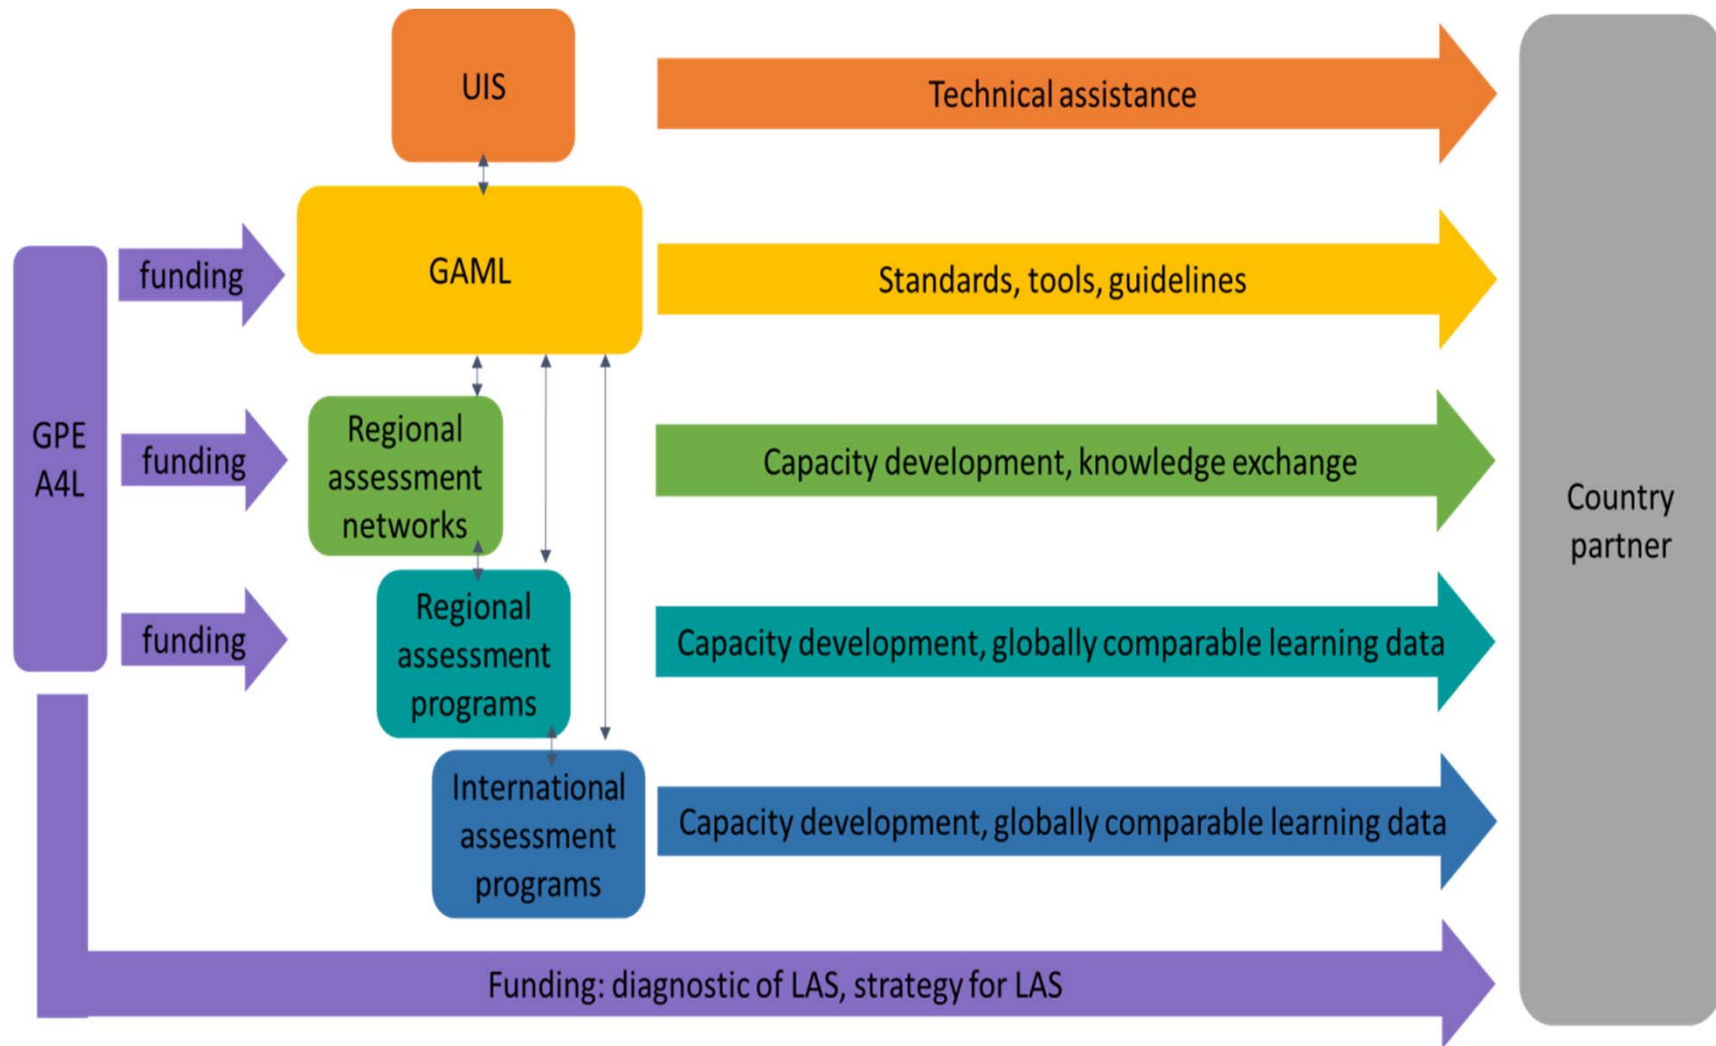 UIS
Technical assistance
funding
GAML
Standards, tools, guidelines
GPE
A4L
funding
Regional
assessment
networks
Capacity development, knowledge exchange
Country
partner
funding
Regional
assessment
programs
Capacity development, globally comparable learning data
International
assessment
programs
Capacity development, globally comparable learning data
Funding: diagnostic of LAS, strategy for LAS